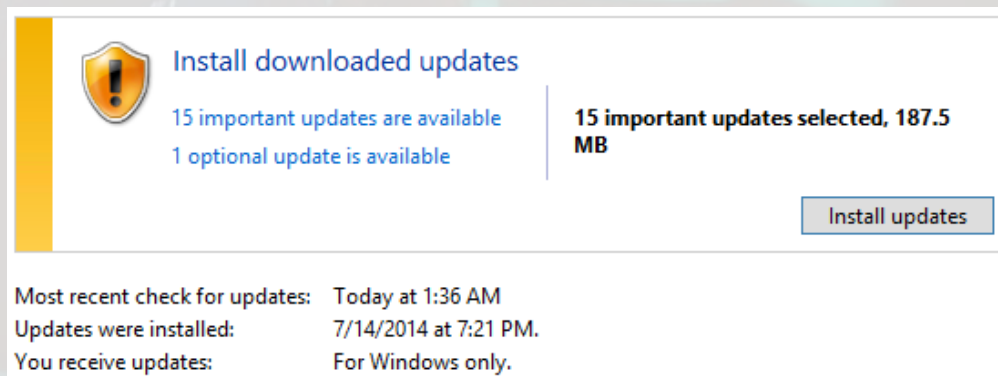 Install downloaded updates
15 important updates are available
1 optional update is available
15 important updates selected, 187.5
MB
Install updates
Most recent check for updates: Today at 1:36 AM
Updates were installed: 7/14/2014 at 7:21 PM.
You receive updates: For Windows only.